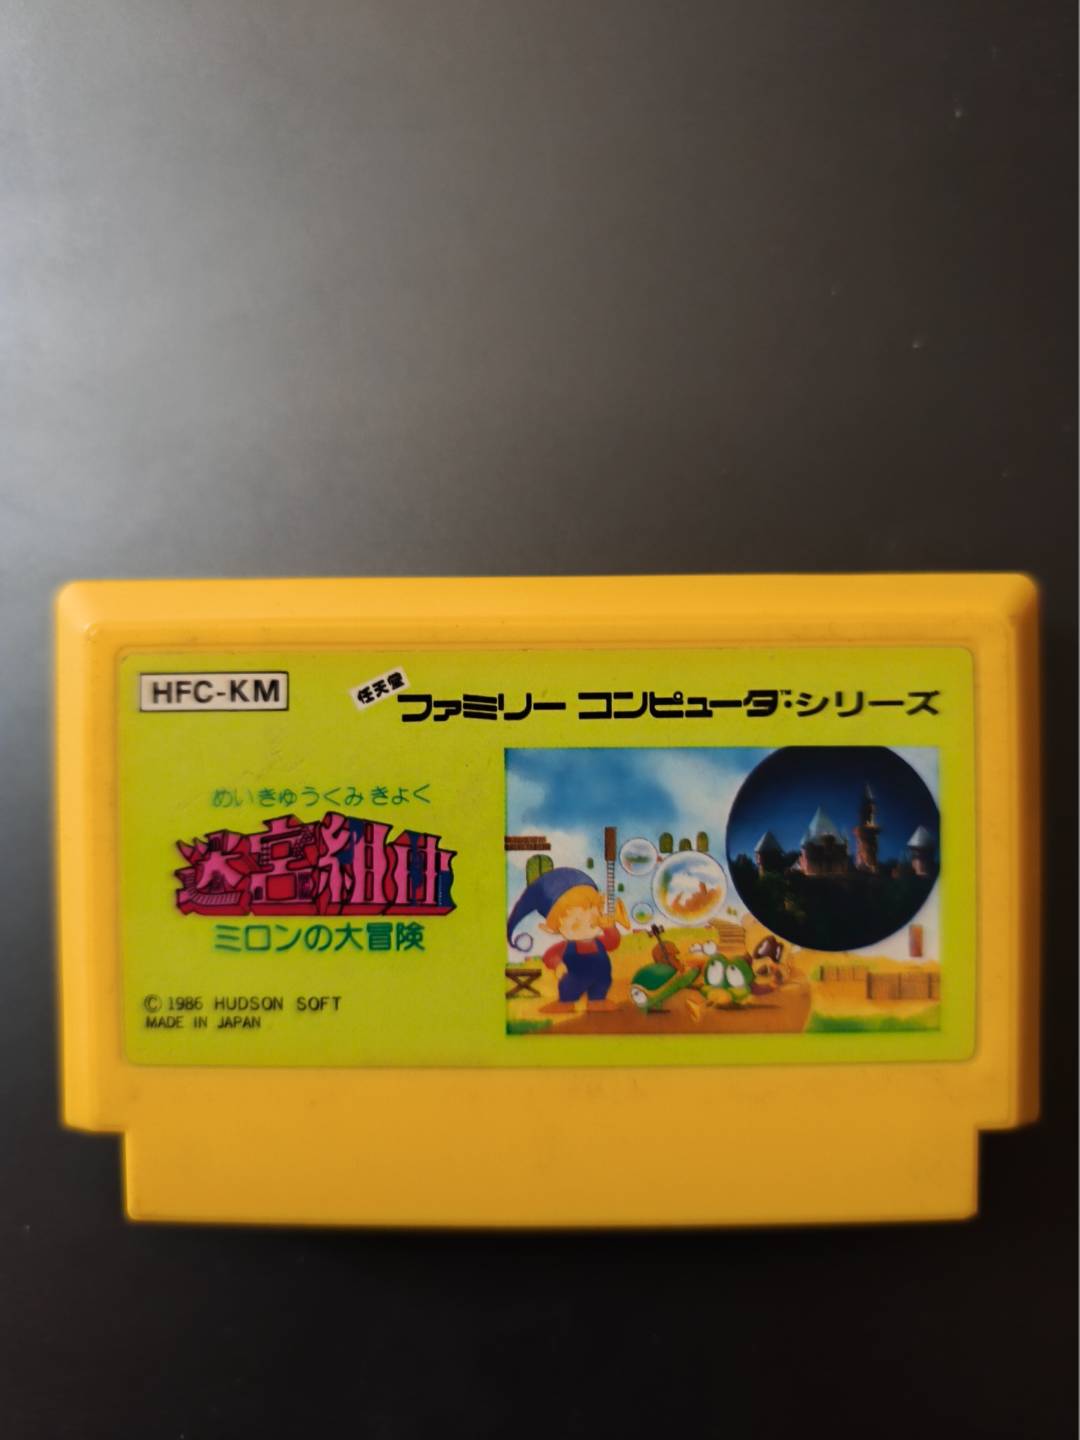 HFC-KM
任天堂
ファミリー コンピュータ™・シリーズ
めいきゅうくみきょく
迷宮組曲
ミロンの大冒険
© 1986 HUDSON SOFT
MADE IN JAPAN